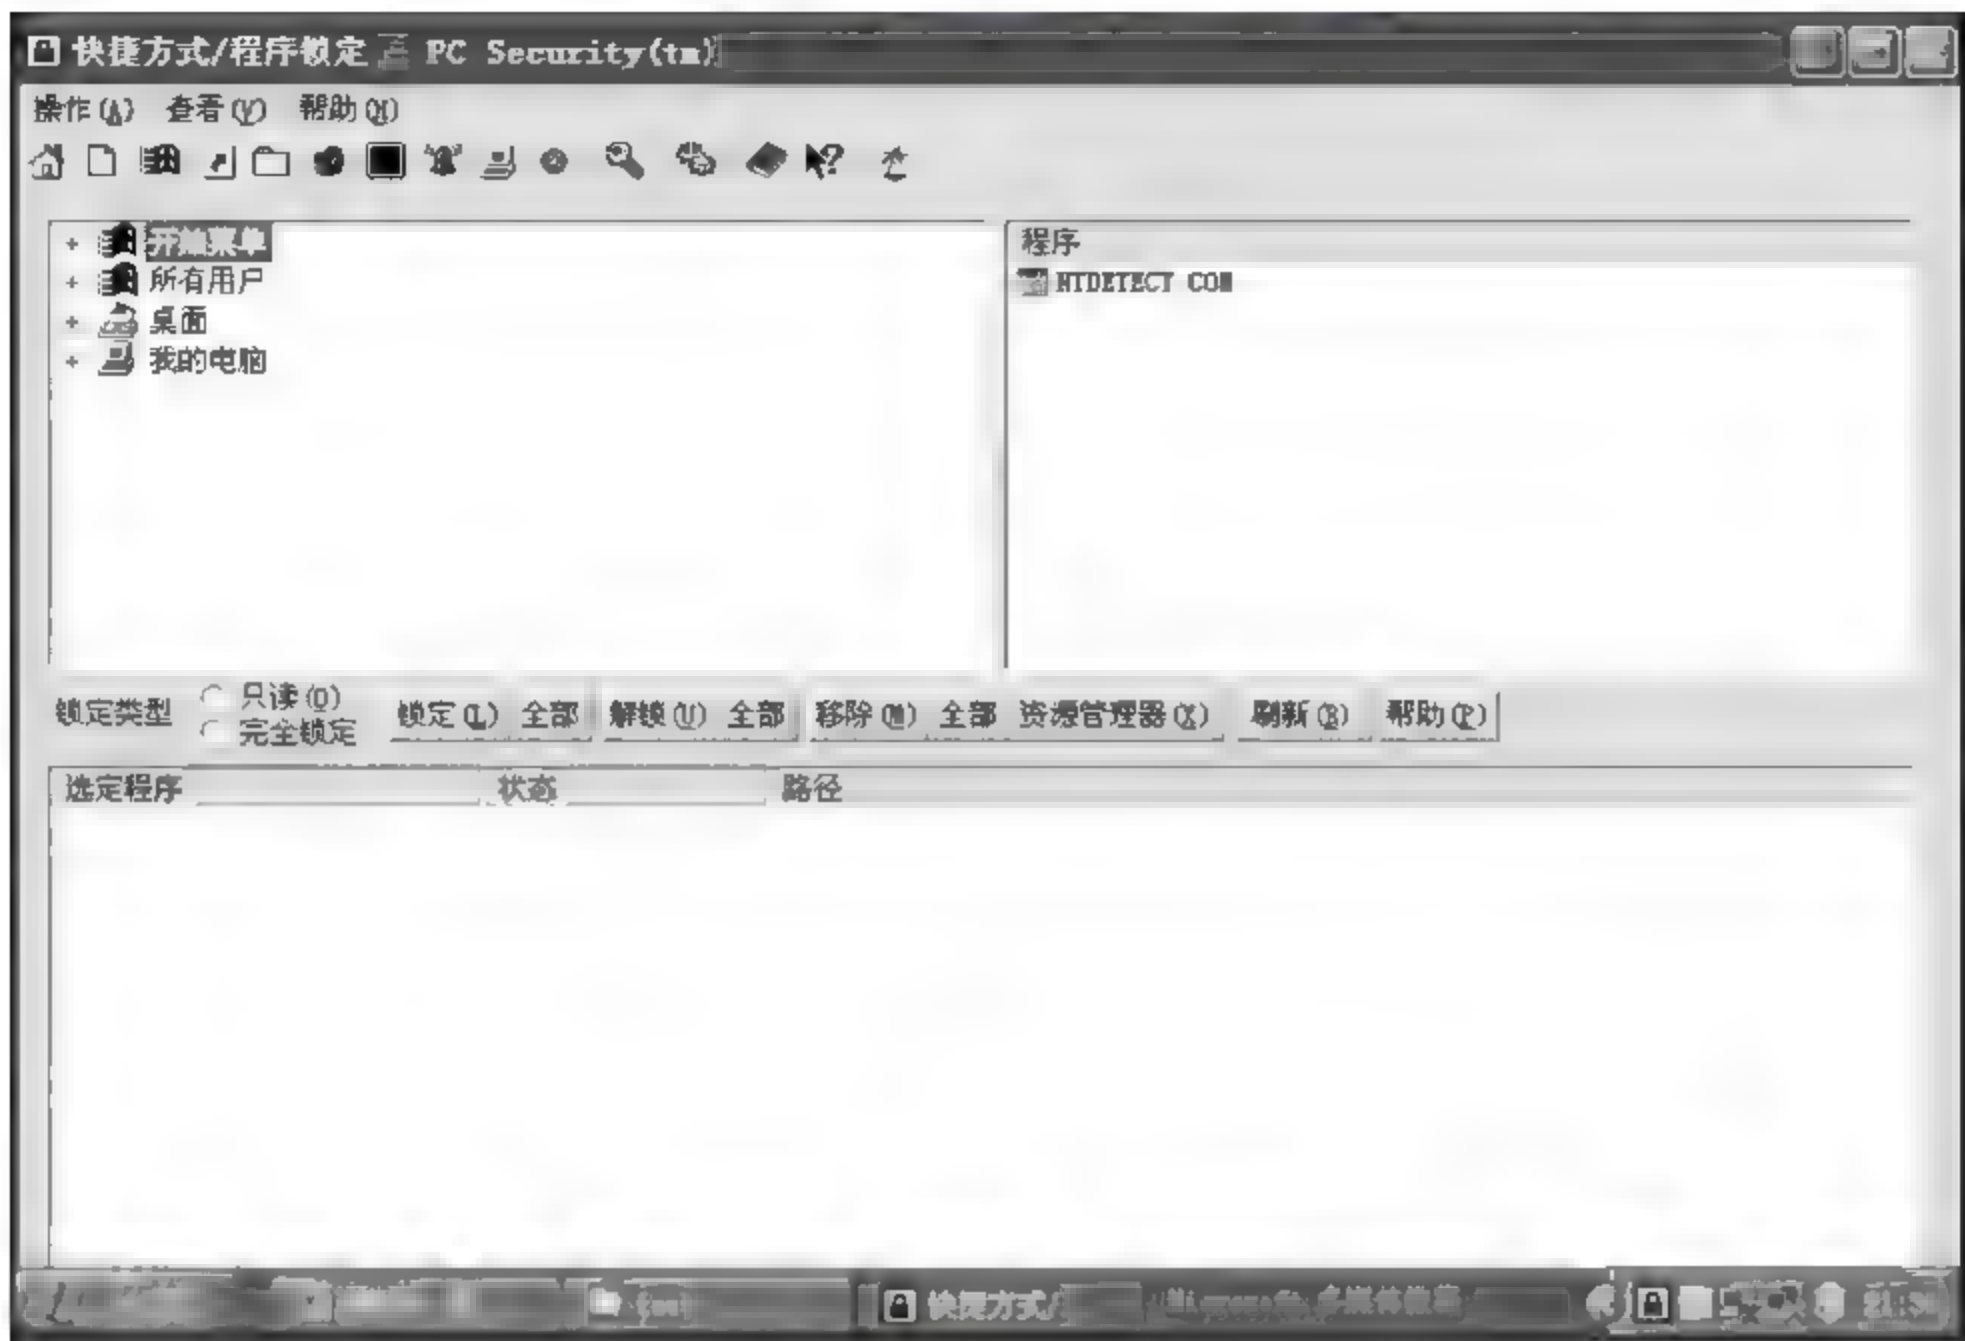 快捷方式/程序锁定 PC Security(tm)
操作(A) 查看(V) 帮助(H)
开始菜单
所有用户
桌面
我的电脑
程序
NTDETECT COM
锁定类型 只读(O) 完全锁定 锁定(L) 全部 解锁(U) 全部 移除(M) 全部 资源管理器(X) 刷新(R) 帮助(P)
选定程序 状态 路径
快捷方式/